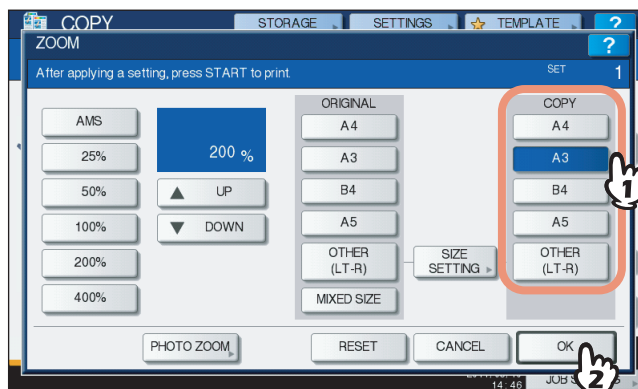 COPY
STORAGE
SETTINGS
TEMPLATE
?
ZOOM
?
After applying a setting, press START to print.
SET 1
AMS
25%
50%
100%
200%
400%
200 %
UP
DOWN
ORIGINAL
A4
A3
B4
A5
OTHER
(LT-R)
MIXED SIZE
SIZE
SETTING
COPY
A4
A3
B4
A5
OTHER
(LT-R)
1
PHOTO ZOOM
RESET
CANCEL
OK
2
14:46
JOB S